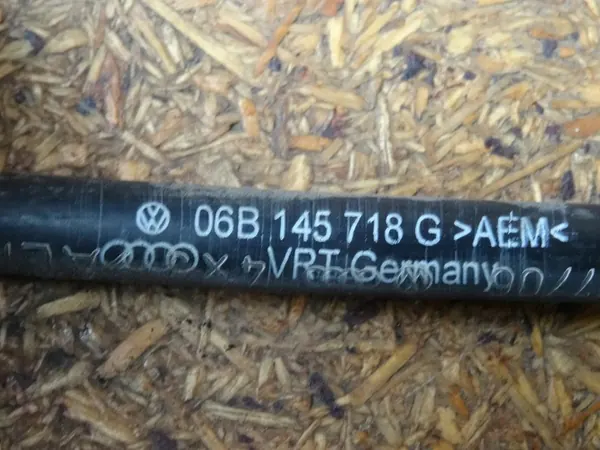 06B 145 718 G >AEM<
VRT Germany